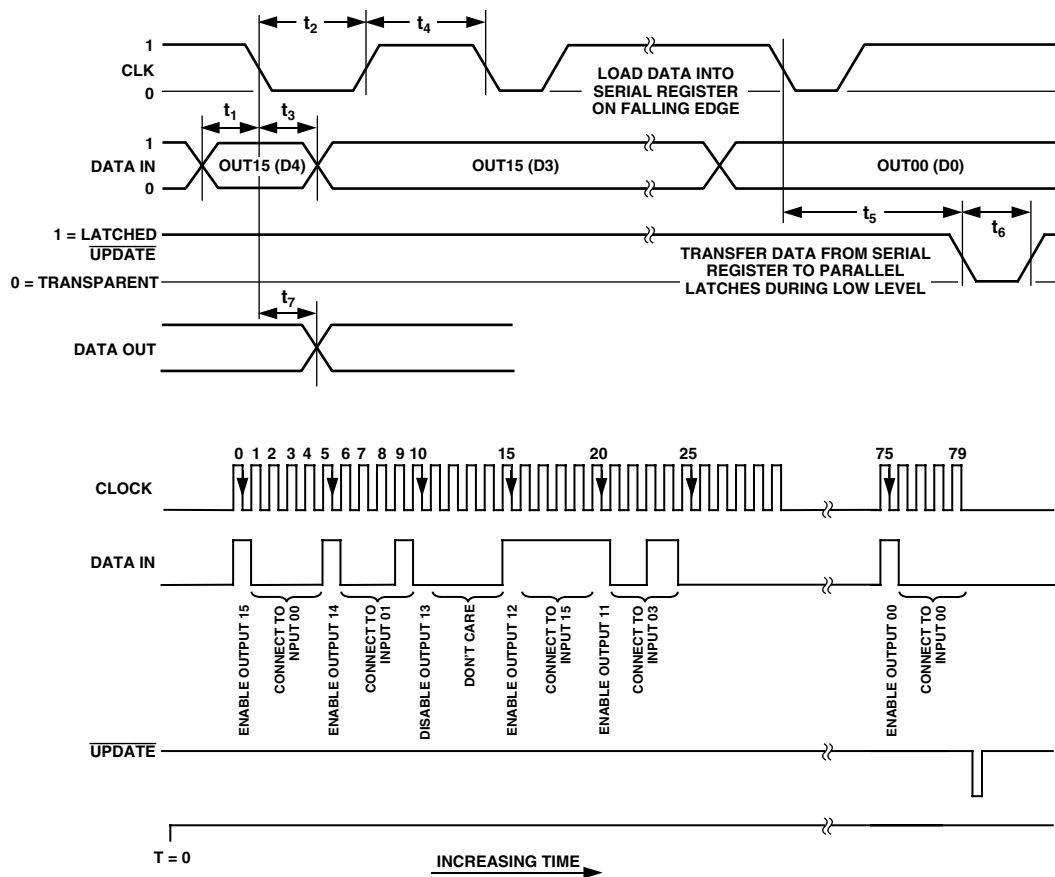 t2
t4
1
CLK
0
LOAD DATA INTO
SERIAL REGISTER
ON FALLING EDGE
t1
t3
1
DATA IN
0
OUT15 (D4)
OUT15 (D3)
OUT00 (D0)
t5
t6
1 = LATCHED
UPDATE
0 = TRANSPARENT
TRANSFER DATA FROM SERIAL
REGISTER TO PARALLEL
LATCHES DURING LOW LEVEL
t7
DATA OUT
0 1 2 3 4 5 6 7 8 9 10 15 20 25 75 79
CLOCK
DATA IN
ENABLE OUTPUT 15
CONNECT TO
NPUT 00
ENABLE OUTPUT 14
CONNECT TO
INPUT 01
DISABLE OUTPUT 13
DON'T CARE
ENABLE OUTPUT 12
CONNECT TO
INPUT 15
ENABLE OUTPUT 11
CONNECT TO
INPUT 03
ENABLE OUTPUT 00
CONNECT TO
INPUT 00
UPDATE
T = 0
INCREASING TIME